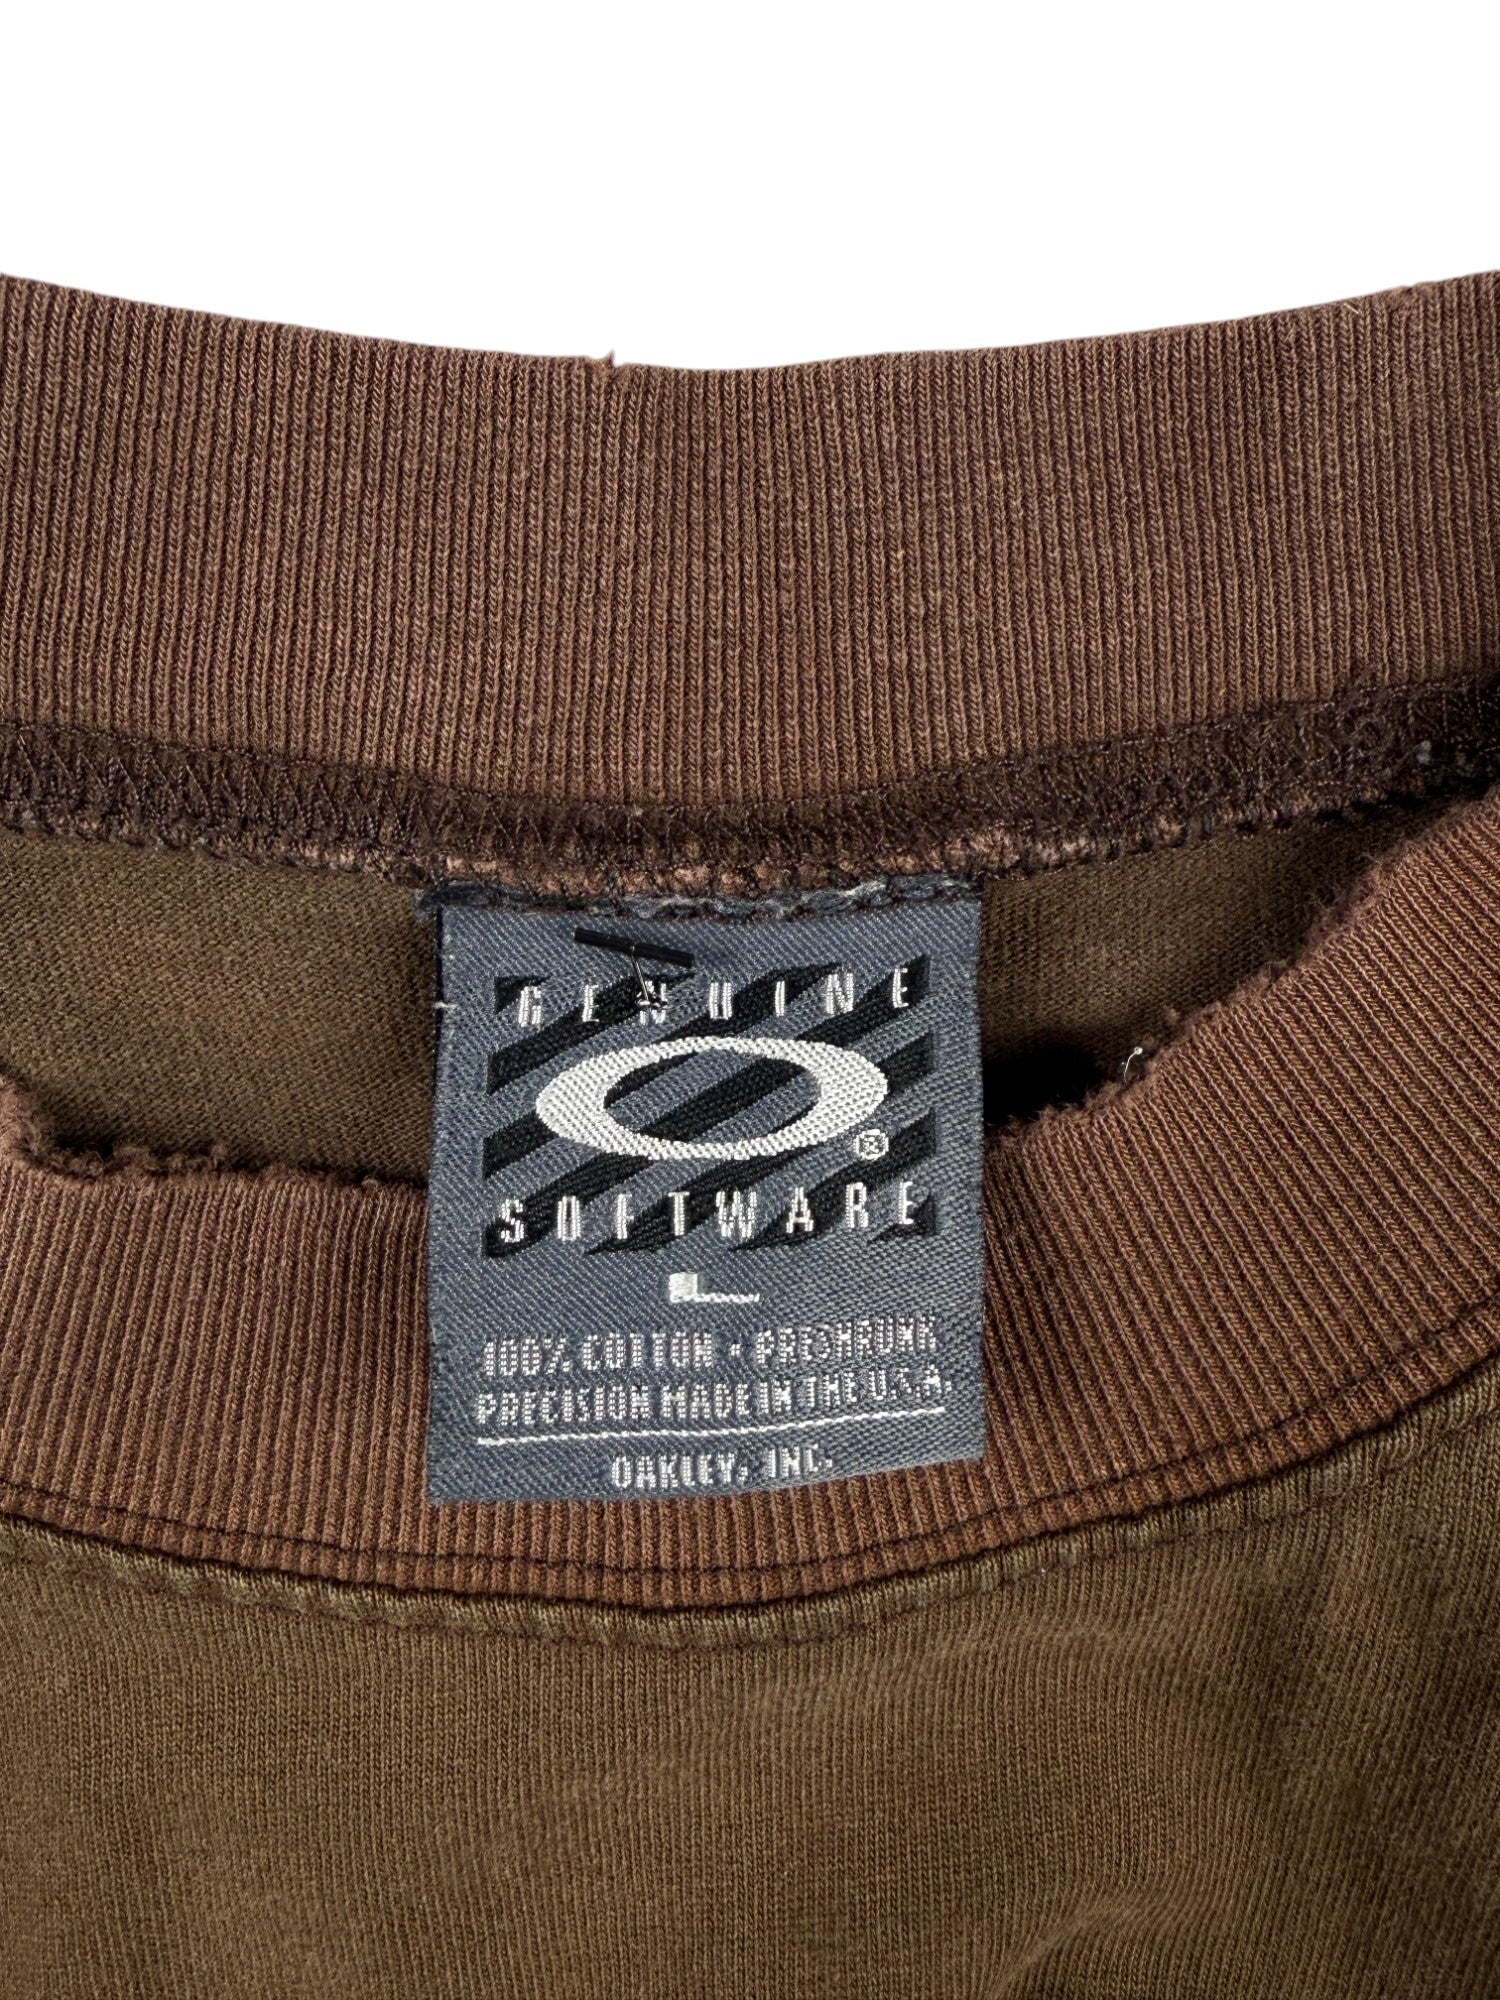 GENUINE
®
SOFTWARE
L
100% COTTON • PRESHRUNK
PRECISION MADE IN THE U.S.A.
OAKLEY, INC.